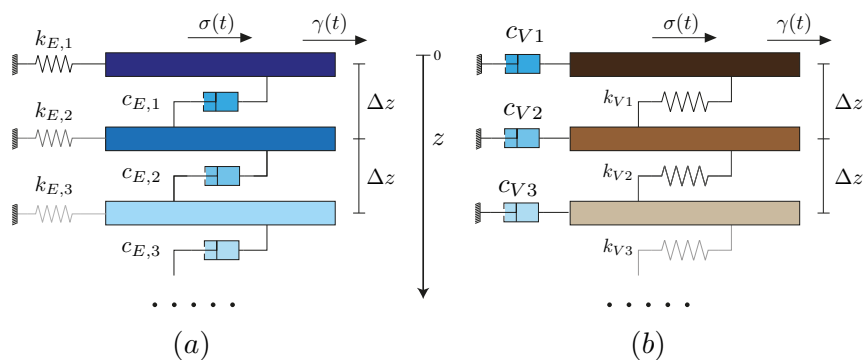 σ(t) γ(t)
k_{E,1}
c_{E,1}
k_{E,2}
Δz
c_{E,2}
k_{E,3}
Δz
c_{E,3}
. . . . .
(a)
0
z
σ(t) γ(t)
c_{V1}
k_{V1}
Δz
c_{V2}
k_{V2}
Δz
c_{V3}
k_{V3}
. . . . .
(b)